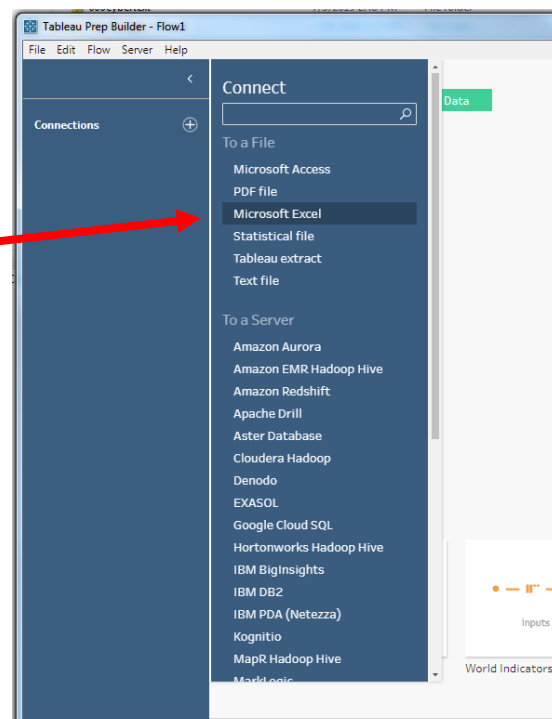 Tableau Prep Builder - Flow1
File Edit Flow Server Help
Connections
Connect
Data
To a File
Microsoft Access
PDF file
Microsoft Excel
Statistical file
Tableau extract
Text file
To a Server
Amazon Aurora
Amazon EMR Hadoop Hive
Amazon Redshift
Apache Drill
Aster Database
Cloudera Hadoop
Denodo
EXASOL
Google Cloud SQL
Hortonworks Hadoop Hive
IBM BigInsights
IBM DB2
IBM PDA (Netezza)
Kognitio
MapR Hadoop Hive
MarkLogic
Inputs
World Indicators